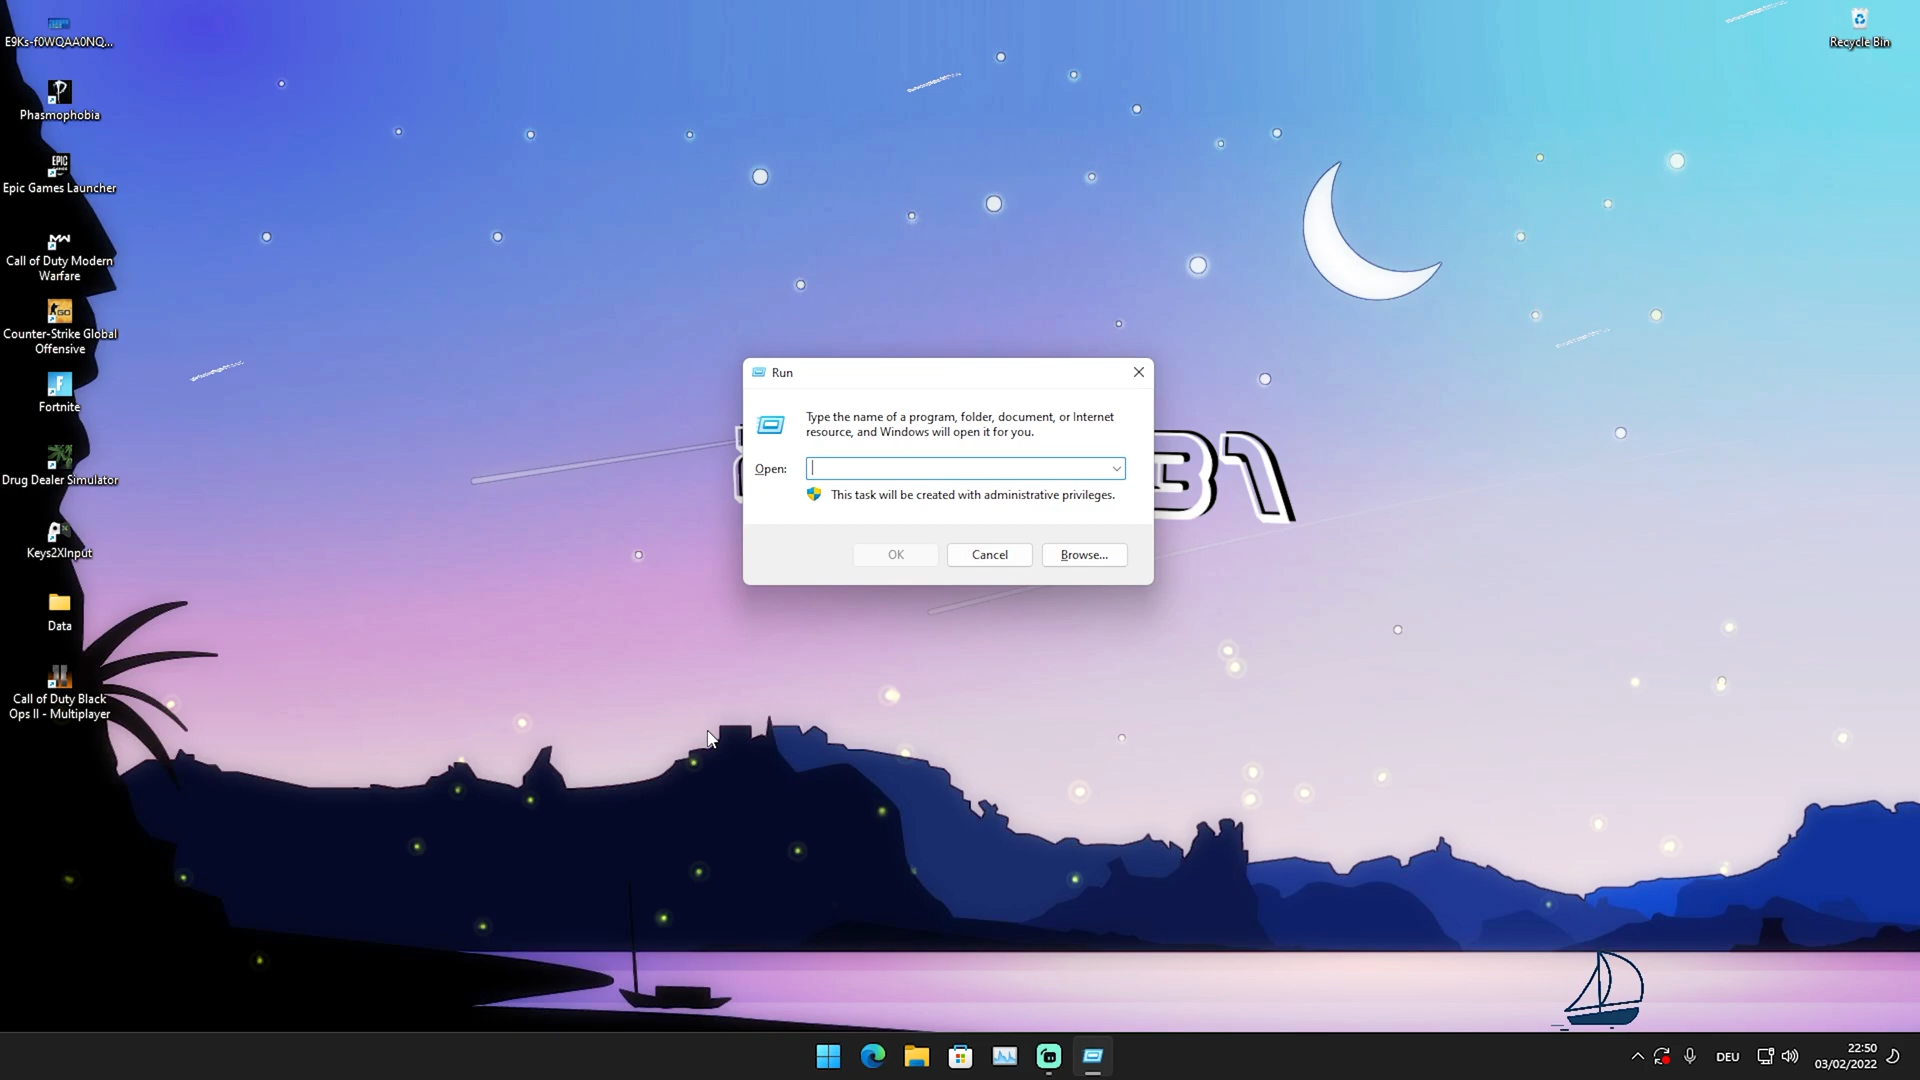 E9Ks-f0WQAA0NQ...
Phasmophobia
EPIC
Epic Games Launcher
Call of Duty Modern
Warfare
GO
Counter-Strike Global
Offensive
F
Fortnite
Drug Dealer Simulator
Keys2XInput
Data
Call of Duty Black
Ops II - Multiplayer
Recycle Bin
Run
Type the name of a program, folder, document, or Internet
resource, and Windows will open it for you.
Open:
This task will be created with administrative privileges.
OK
Cancel
Browse...
DEU
22:50
03/02/2022